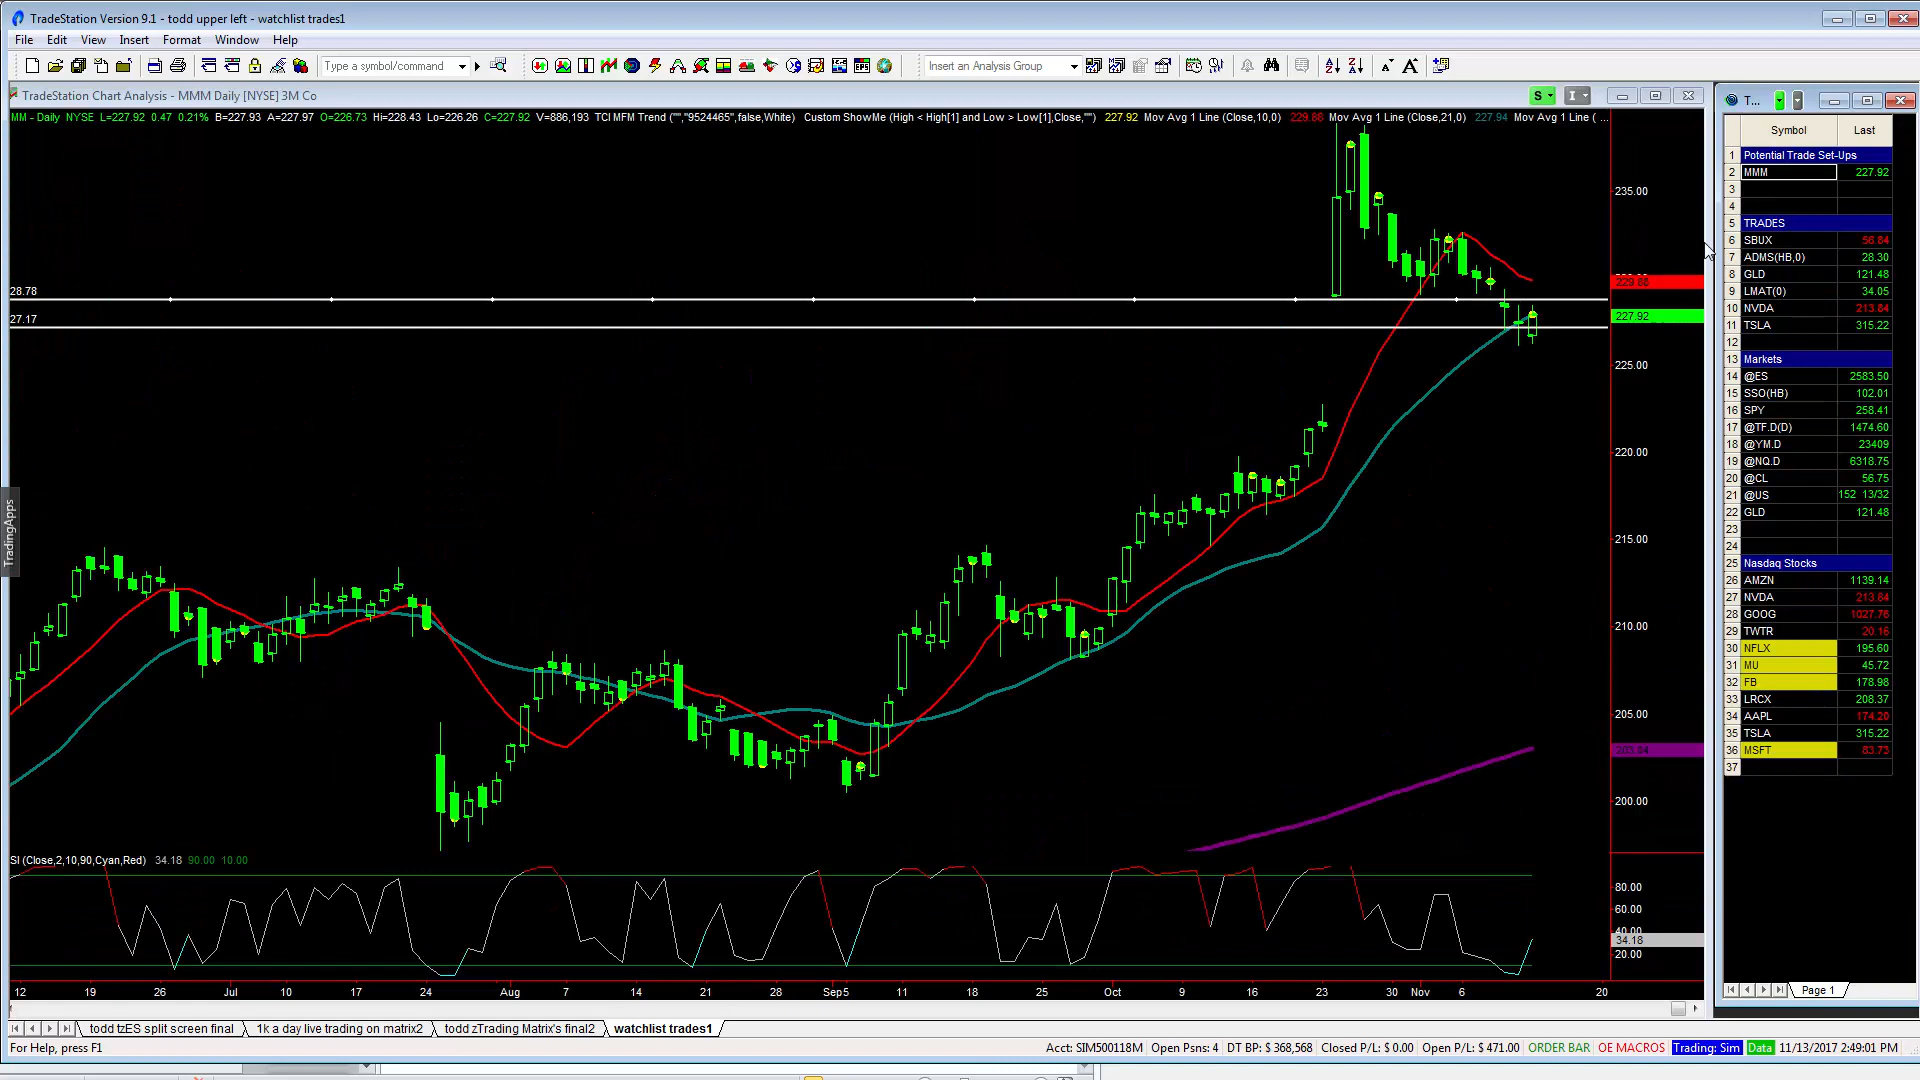 TradeStation Version 9.1 - todd upper left - watchlist trades1
File Edit View Insert Format Window Help
Type a symbol/command
Insert an Analysis Group
TradeStation Chart Analysis - MMM Daily [NYSE] 3M Co
S
I
T...
MM - Daily NYSE L=227.92 0.47 0.21% B=227.93 A=227.97 O=226.73 Hi=228.43 Lo=226.26 C=227.92 V=886,193 TCI MFM Trend ("","9524465",false,White) Custom ShowMe (High < High[1] and Low > Low[1],Close,"") 227.92 Mov Avg 1 Line (Close,10,0) 229.88 Mov Avg 1 Line (Close,21,0) 227.94 Mov Avg 1 Line ( ...
28.78
27.17
235.00
229.88
227.92
225.00
220.00
215.00
210.00
205.00
203.04
200.00
TradingApps
SI (Close,2,10,90,Cyan,Red) 34.18 90.00 10.00
80.00
60.00
40.00
34.18
20.00
12 19 26 Jul 10 17 24 Aug 7 14 21 28 Sep5 11 18 25 Oct 9 16 23 30 Nov 6 20
Symbol Last
1 Potential Trade Set-Ups
2 MMM 227.92
3
4
5 TRADES
6 SBUX 56.84
7 ADMS(HB,0) 28.30
8 GLD 121.48
9 LMAT(0) 34.05
10 NVDA 213.84
11 TSLA 315.22
12
13 Markets
14 @ES 2583.50
15 SSO(HB) 102.01
16 SPY 258.41
17 @TF.D(D) 1474.60
18 @YM.D 23409
19 @NQ.D 6318.75
20 @CL 56.75
21 @US 152 13/32
22 GLD 121.48
23
24
25 Nasdaq Stocks
26 AMZN 1139.14
27 NVDA 213.84
28 GOOG 1027.76
29 TWTR 20.16
30 NFLX 195.60
31 MU 45.72
32 FB 178.98
33 LRCX 208.37
34 AAPL 174.20
35 TSLA 315.22
36 MSFT 83.73
37
Page 1
todd tzES split screen final 1k a day live trading on matrix2 todd zTrading Matrix's final2 watchlist trades1
For Help, press F1
Acct: SIM500118M Open Psns: 4 DT BP: $ 368,568 Closed P/L: $ 0.00 Open P/L: $ 471.00 ORDER BAR OE MACROS Trading: Sim Data 11/13/2017 2:49:01 PM